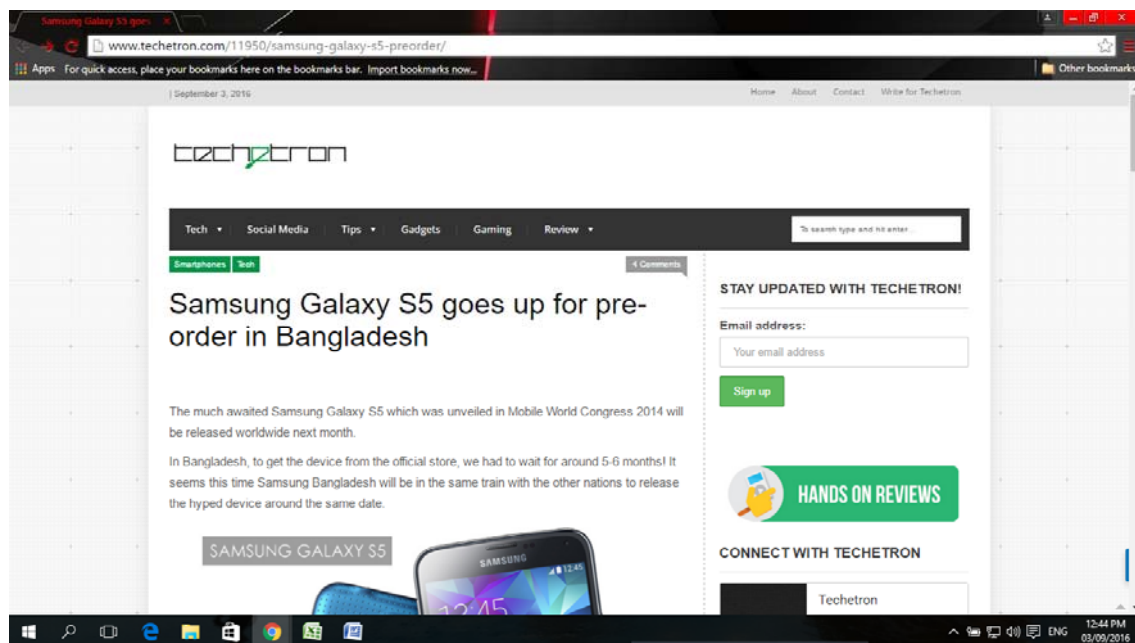 Samsung Galaxy S5 goes
www.techetron.com/11950/samsung-galaxy-s5-preorder/
Apps For quick access, place your bookmarks here on the bookmarks bar. Import bookmarks now... Other bookmarks
| September 3, 2016 Home About Contact Write for Techetron
techetron
Tech Social Media Tips Gadgets Gaming Review To search type and hit enter...
Smartphones Tech 4 Comments
Samsung Galaxy S5 goes up for pre-
order in Bangladesh
The much awaited Samsung Galaxy S5 which was unveiled in Mobile World Congress 2014 will
be released worldwide next month.
In Bangladesh, to get the device from the official store, we had to wait for around 5-6 months! It
seems this time Samsung Bangladesh will be in the same train with the other nations to release
the hyped device around the same date.
SAMSUNG GALAXY S5
SAMSUNG
12:45
12:45
STAY UPDATED WITH TECHETRON!
Email address:
Your email address
Sign up
HANDS ON REVIEWS
CONNECT WITH TECHETRON
Techetron
ENG 12:44 PM
03/09/2016